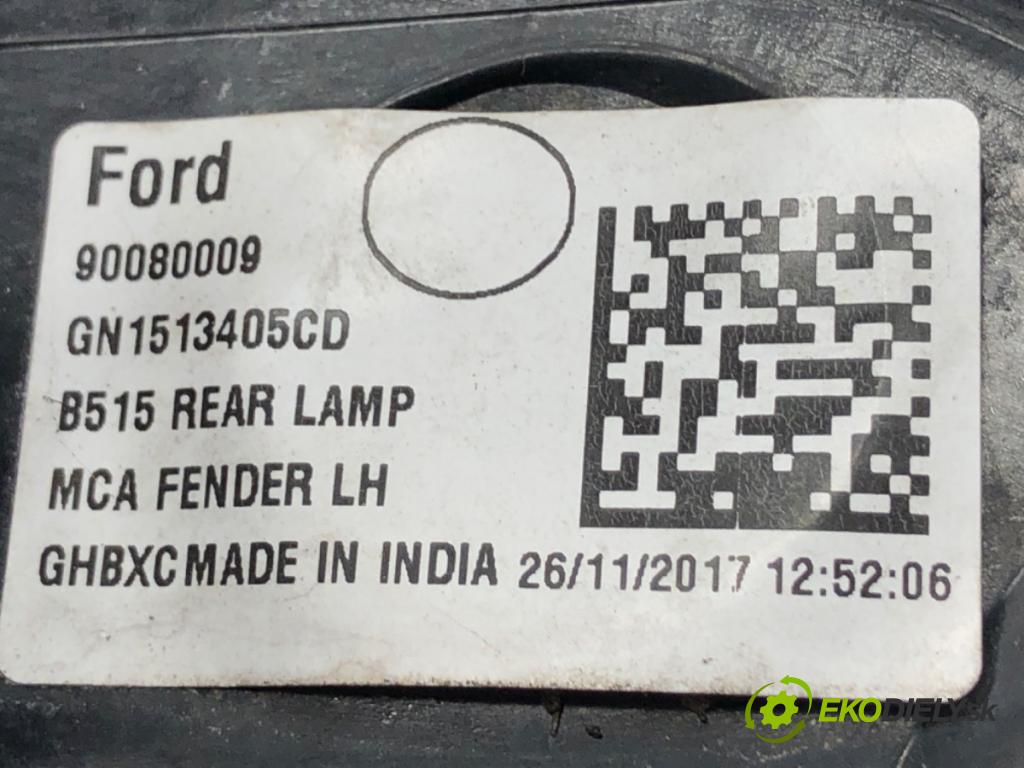 Ford
90080009
GN1513405CD
B515 REAR LAMP
MCA FENDER LH
GHBXCMADE IN INDIA 26/11/2017 12:52:06
EKODIELY.sk